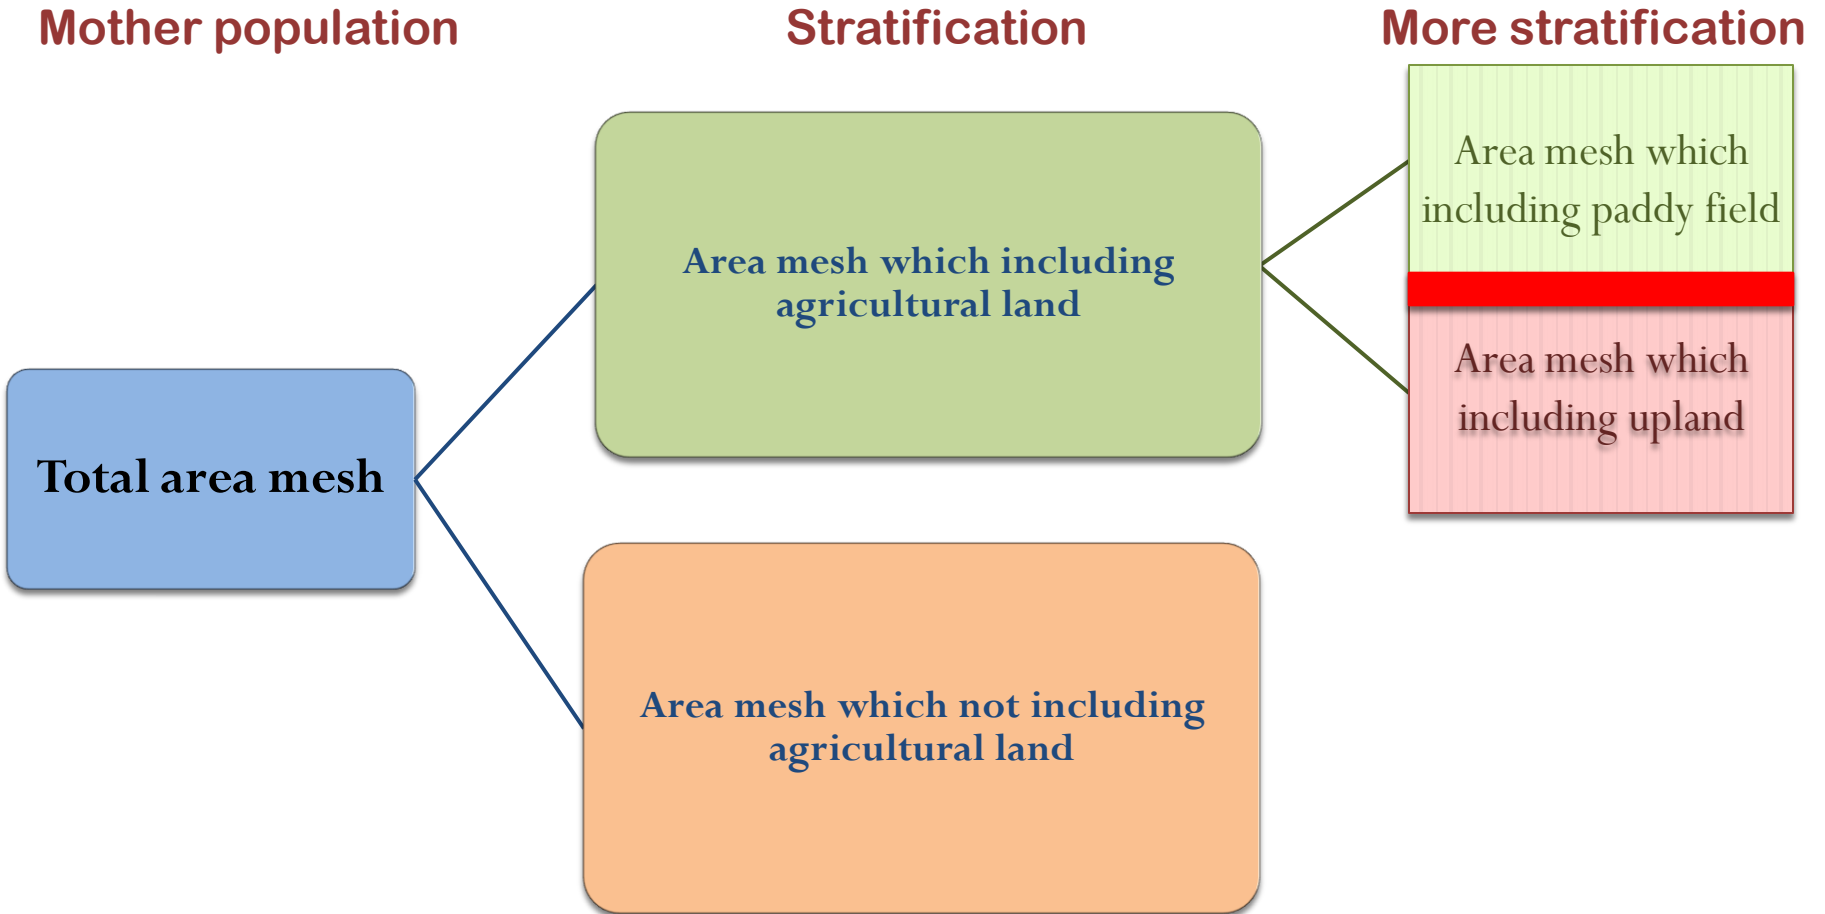 Mother population
Stratification
More stratification
Area mesh which
including paddy field
Area mesh which including
agricultural land
Area mesh which
including upland
Total area mesh
Area mesh which not including
agricultural land